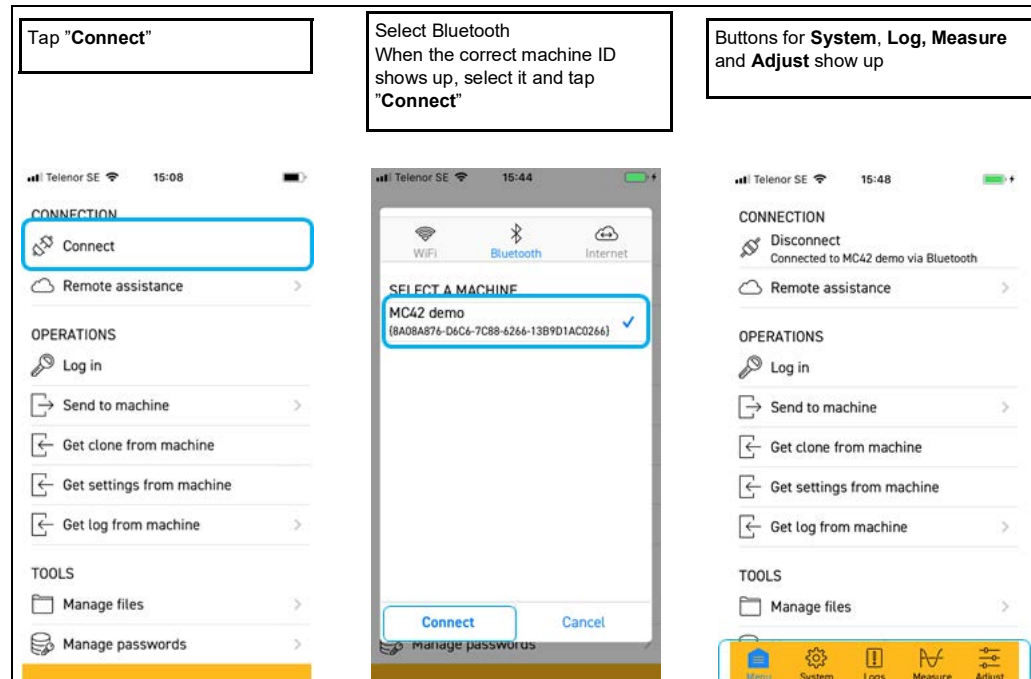 Tap "Connect"
Select Bluetooth
When the correct machine ID
shows up, select it and tap
"Connect"
Buttons for System, Log, Measure
and Adjust show up
Telenor SE 15:08
CONNECTION
Connect
Remote assistance
OPERATIONS
Log in
Send to machine
Get clone from machine
Get settings from machine
Get log from machine
TOOLS
Manage files
Manage passwords
Telenor SE 15:44
WiFi Bluetooth Internet
SELECT A MACHINE
MC42 demo
{8A08A876-D6C6-7C88-6266-13B9D1AC0266}
Connect Cancel
Manage passwords
Telenor SE 15:48
CONNECTION
Disconnect
Connected to MC42 demo via Bluetooth
Remote assistance
OPERATIONS
Log in
Send to machine
Get clone from machine
Get settings from machine
Get log from machine
TOOLS
Manage files
Menu System Logs Measure Adjust